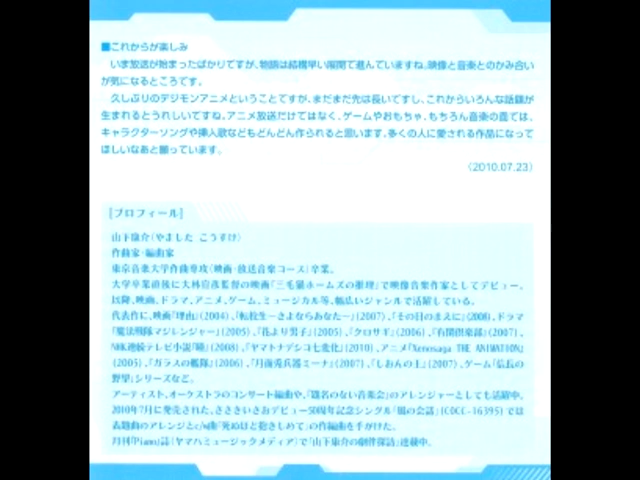 ■これからが楽しみ
いま放送が始まったばかりですが、物語は結構早い展開で進んでいますね。映像と音楽とのかみ合い
が気になるところです。
久しぶりのデジモンアニメということですが、まだまだ先は長いですし、これからいろんな話題が
生まれるとうれしいですね。アニメ放送だけではなく、ゲームやおもちゃ、もちろん音楽の面では、
キャラクターソングや挿入歌などもどんどん作られると思います。多くの人に愛される作品になって
ほしいなあと願っています。
〈2010.07.23〉
[プロフィール]
山下康介(やました こうすけ)
作曲家・編曲家
東京音楽大学作曲専攻〈映画・放送音楽コース〉卒業。
大学卒業直後に大林宣彦監督の映画「三毛猫ホームズの推理」で映像音楽作家としてデビュー。
以降、映画、ドラマ、アニメ、ゲーム、ミュージカル等、幅広いジャンルで活躍している。
代表作に、映画「理由」(2004)、「転校生－さよならあなた－」(2007)、「その日のまえに」(2008)、ドラマ
「魔法戦隊マジレンジャー」(2005)、「花より男子」(2005)、「クロサギ」(2006)、「有閑倶楽部」(2007)、
NHK連続テレビ小説「瞳」(2008)、「ヤマトナデシコ七変化」(2010)、アニメ「Xenosaga THE ANIMATION」
(2005)、「ガラスの艦隊」(2006)、「月面兎兵器ミーナ」(2007)、「しおんの王」(2007)、ゲーム「信長の
野望」シリーズなど。
アーティスト、オーケストラのコンサート編曲や、「題名のない音楽会」のアレンジャーとしても活躍中。
2010年7月に発売された、ささきいさおデビュー50周年記念シングル「風の会話」(COCC-16395)では
表題曲のアレンジとc/w曲「死ぬほど抱きしめて」の作編曲を手がけた。
月刊「Piano」誌(ヤマハミュージックメディア)で「山下康介の劇伴探訪」連載中。